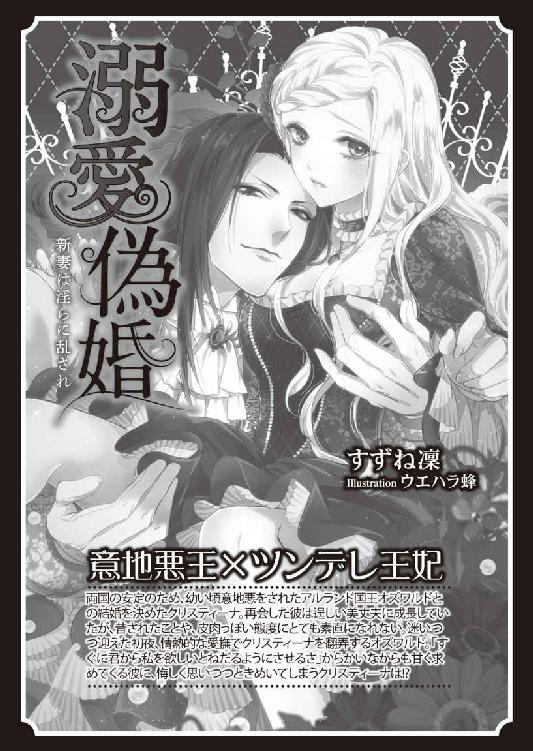 溺愛偽婚
新妻は淫らに乱され
すずね凜
Illustration ウエハラ蜂
意地悪王×ツンデレ王妃
両国の安定のため、幼い頃意地悪をされたアルランド国王オズワルドと
の結婚を決めたクリスティーナ。再会した彼は逞しい美丈夫に成長してい
たが、昔されたことや、皮肉っぽい態度にとても素直になれない。迷いつ
つ迎えた初夜、情熱的な愛撫でクリスティーナを翻弄するオズワルド。「す
ぐに君から私を欲しいとねだるようにさせるさ」からかいながらも甘く求
めてくる彼に、悔しく思いつつときめいてしまうクリスティーナは!?